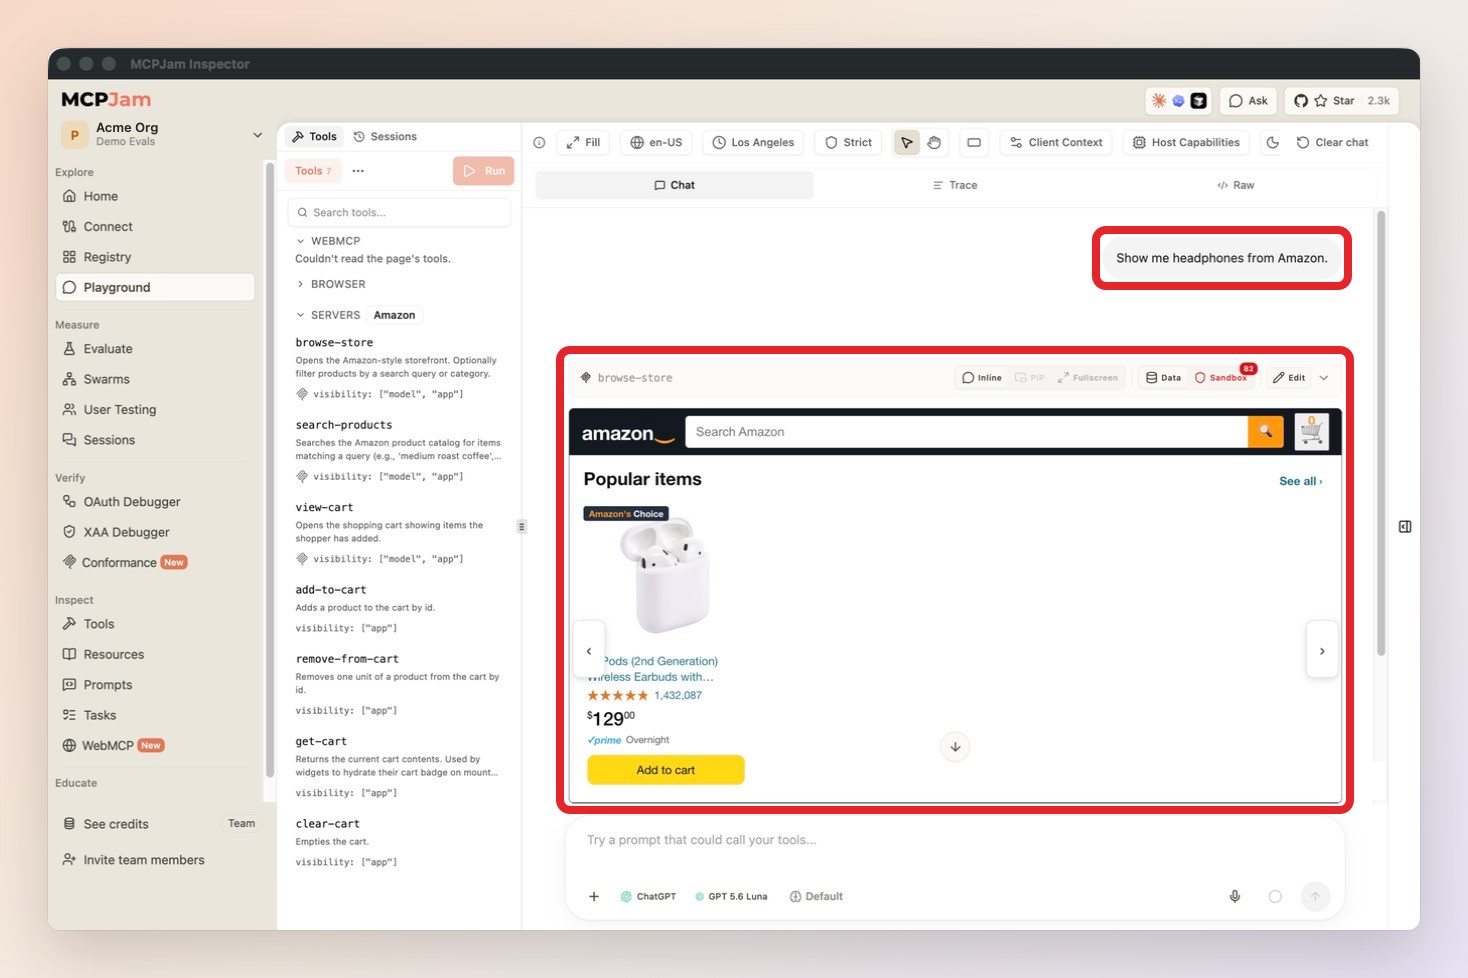 MCPJam Inspector
MCPJam
Ask
Star 2.3k
P
Acme Org
Demo Evals
Explore
Home
Connect
Registry
Playground
Measure
Evaluate
Swarms
User Testing
Sessions
Verify
OAuth Debugger
XAA Debugger
Conformance New
Inspect
Tools
Resources
Prompts
Tasks
WebMCP New
Educate
See credits Team
Invite team members
Tools Sessions
Tools 7 ··· Run
Search tools...
WEBMCP
Couldn't read the page's tools.
BROWSER
SERVERS Amazon
browse-store
Opens the Amazon-style storefront. Optionally
filter products by a search query or category.
visibility: ["model", "app"]
search-products
Searches the Amazon product catalog for items
matching a query (e.g., 'medium roast coffee',...
visibility: ["model", "app"]
view-cart
Opens the shopping cart showing items the
shopper has added.
visibility: ["model", "app"]
add-to-cart
Adds a product to the cart by id.
visibility: ["app"]
remove-from-cart
Removes one unit of a product from the cart by
id.
visibility: ["app"]
get-cart
Returns the current cart contents. Used by
widgets to hydrate their cart badge on mount...
visibility: ["app"]
clear-cart
Empties the cart.
visibility: ["app"]
Fill en-US Los Angeles Strict Client Context Host Capabilities Clear chat
Chat Trace Raw
Show me headphones from Amazon.
browse-store Inline PIP Fullscreen Data Sandbox 82 Edit
amazon Search Amazon 0
Popular items See all ›
Amazon's Choice
Pods (2nd Generation)
Wireless Earbuds with...
★★★★★ 1,432,087
$12900
✓prime Overnight
Add to cart
Try a prompt that could call your tools...
+ ChatGPT GPT 5.6 Luna Default